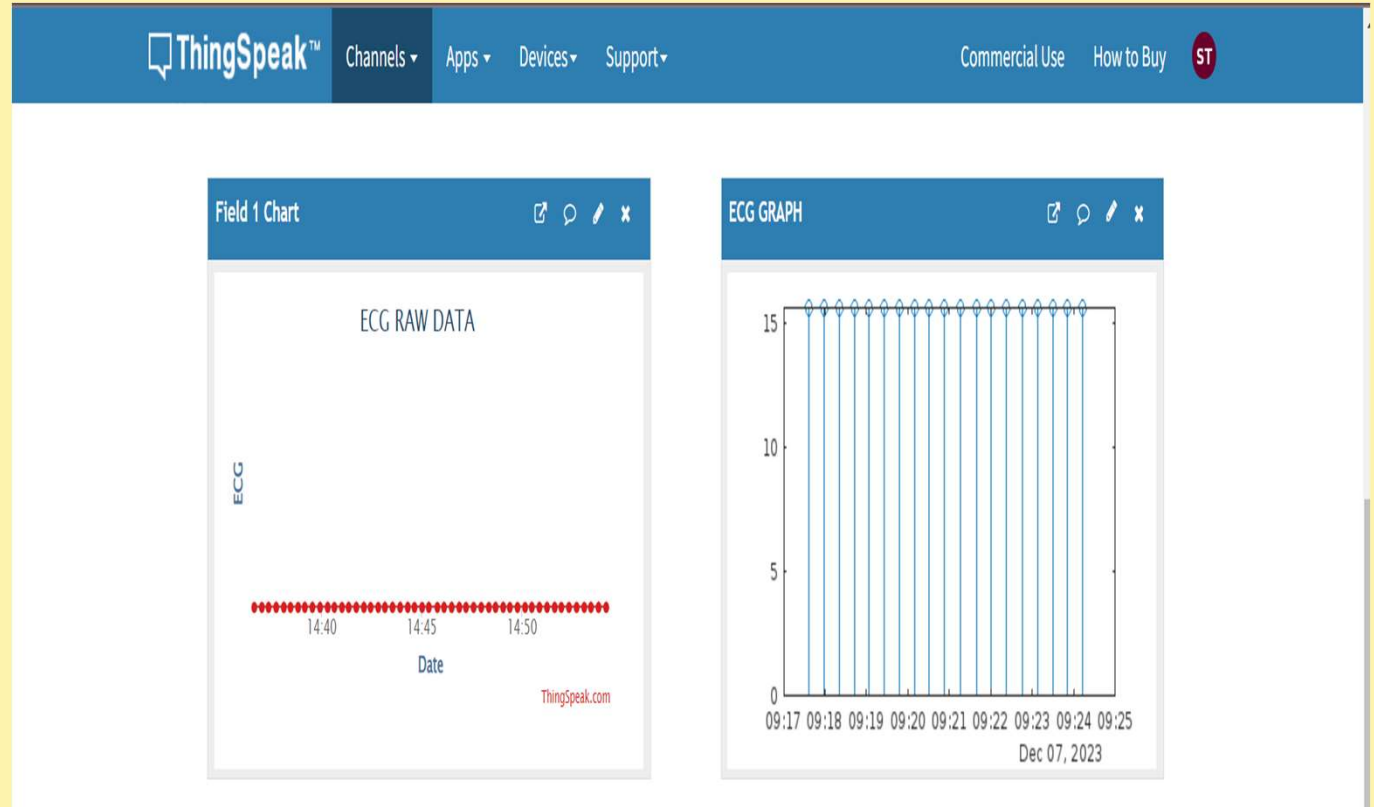 ThingSpeak™ Channels Apps Devices Support Commercial Use How to Buy ST
Field 1 Chart
ECG RAW DATA
ECG
14:40 14:45 14:50
Date
ThingSpeak.com
ECG GRAPH
15
10
5
0
09:17 09:18 09:19 09:20 09:21 09:22 09:23 09:24 09:25
Dec 07, 2023